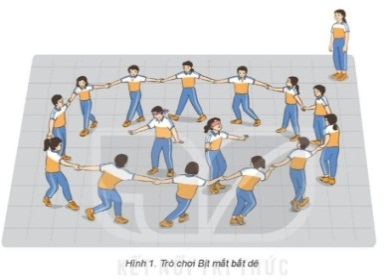 Hình 1. Trò chơi Bịt mắt bắt dê
KẾT NỐI TRI THỨC